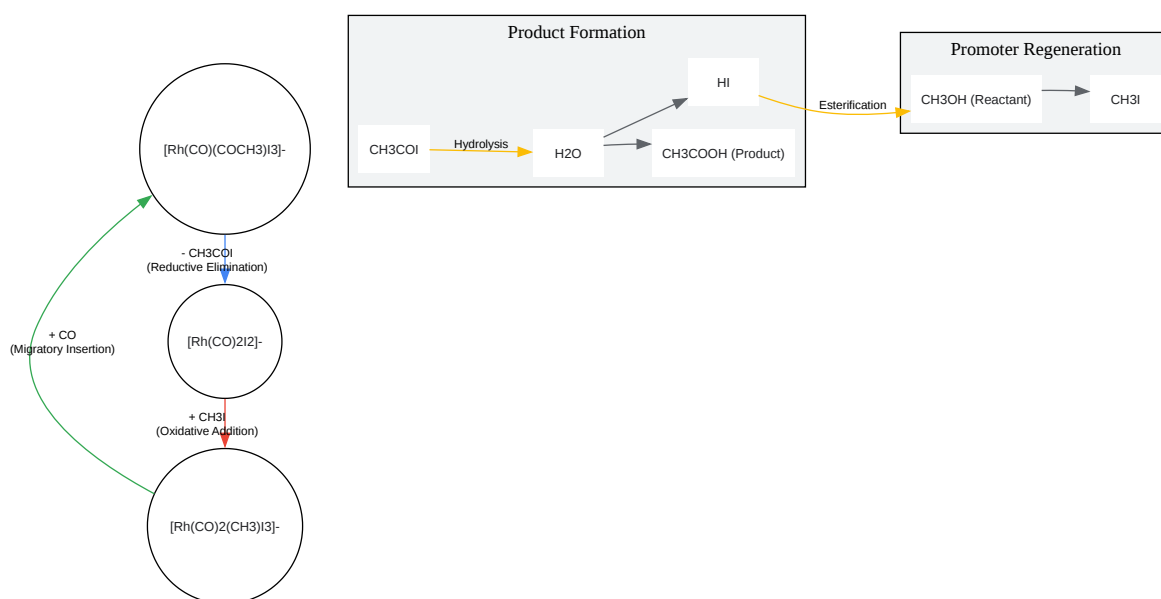 Product Formation
Promoter Regeneration
HI
CH3OH (Reactant)
CH3I
Esterification
[Rh(CO)(COCH3)I3]-
CH3COI
Hydrolysis
H2O
CH3COOH (Product)
- CH3COI
(Reductive Elimination)
+ CO
(Migratory Insertion)
[Rh(CO)2I2]-
+ CH3I
(Oxidative Addition)
[Rh(CO)2(CH3)I3]-